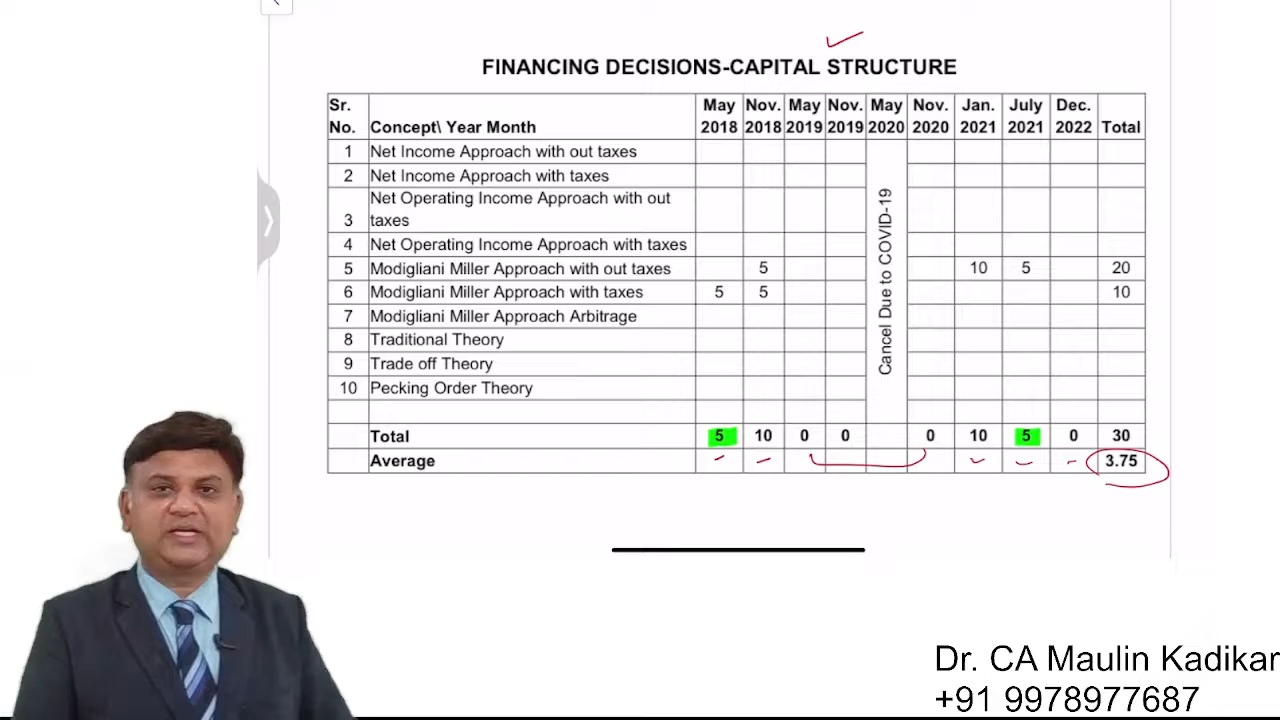 FINANCING DECISIONS-CAPITAL STRUCTURE
Sr. May Nov. May Nov. May Nov. Jan. July Dec.
No. Concept\ Year Month 2018 2018 2019 2019 2020 2020 2021 2021 2022 Total
1 Net Income Approach with out taxes
2 Net Income Approach with taxes
Net Operating Income Approach with out
3 taxes
4 Net Operating Income Approach with taxes
5 Modigliani Miller Approach with out taxes 5 10 5 20
6 Modigliani Miller Approach with taxes 5 5 10
7 Modigliani Miller Approach Arbitrage
8 Traditional Theory
9 Trade off Theory
10 Pecking Order Theory
Cancel Due to COVID-19
Total 5 10 0 0 0 10 5 0 30
Average 3.75
Dr. CA Maulin Kadikar
+91 9978977687